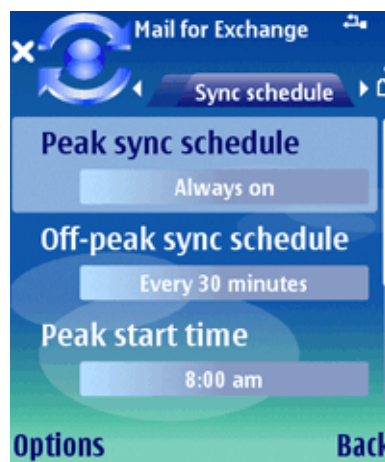 Mail for Exchange
Sync schedule
Peak sync schedule
Always on
Off-peak sync schedule
Every 30 minutes
Peak start time
8:00 am
Options
Back